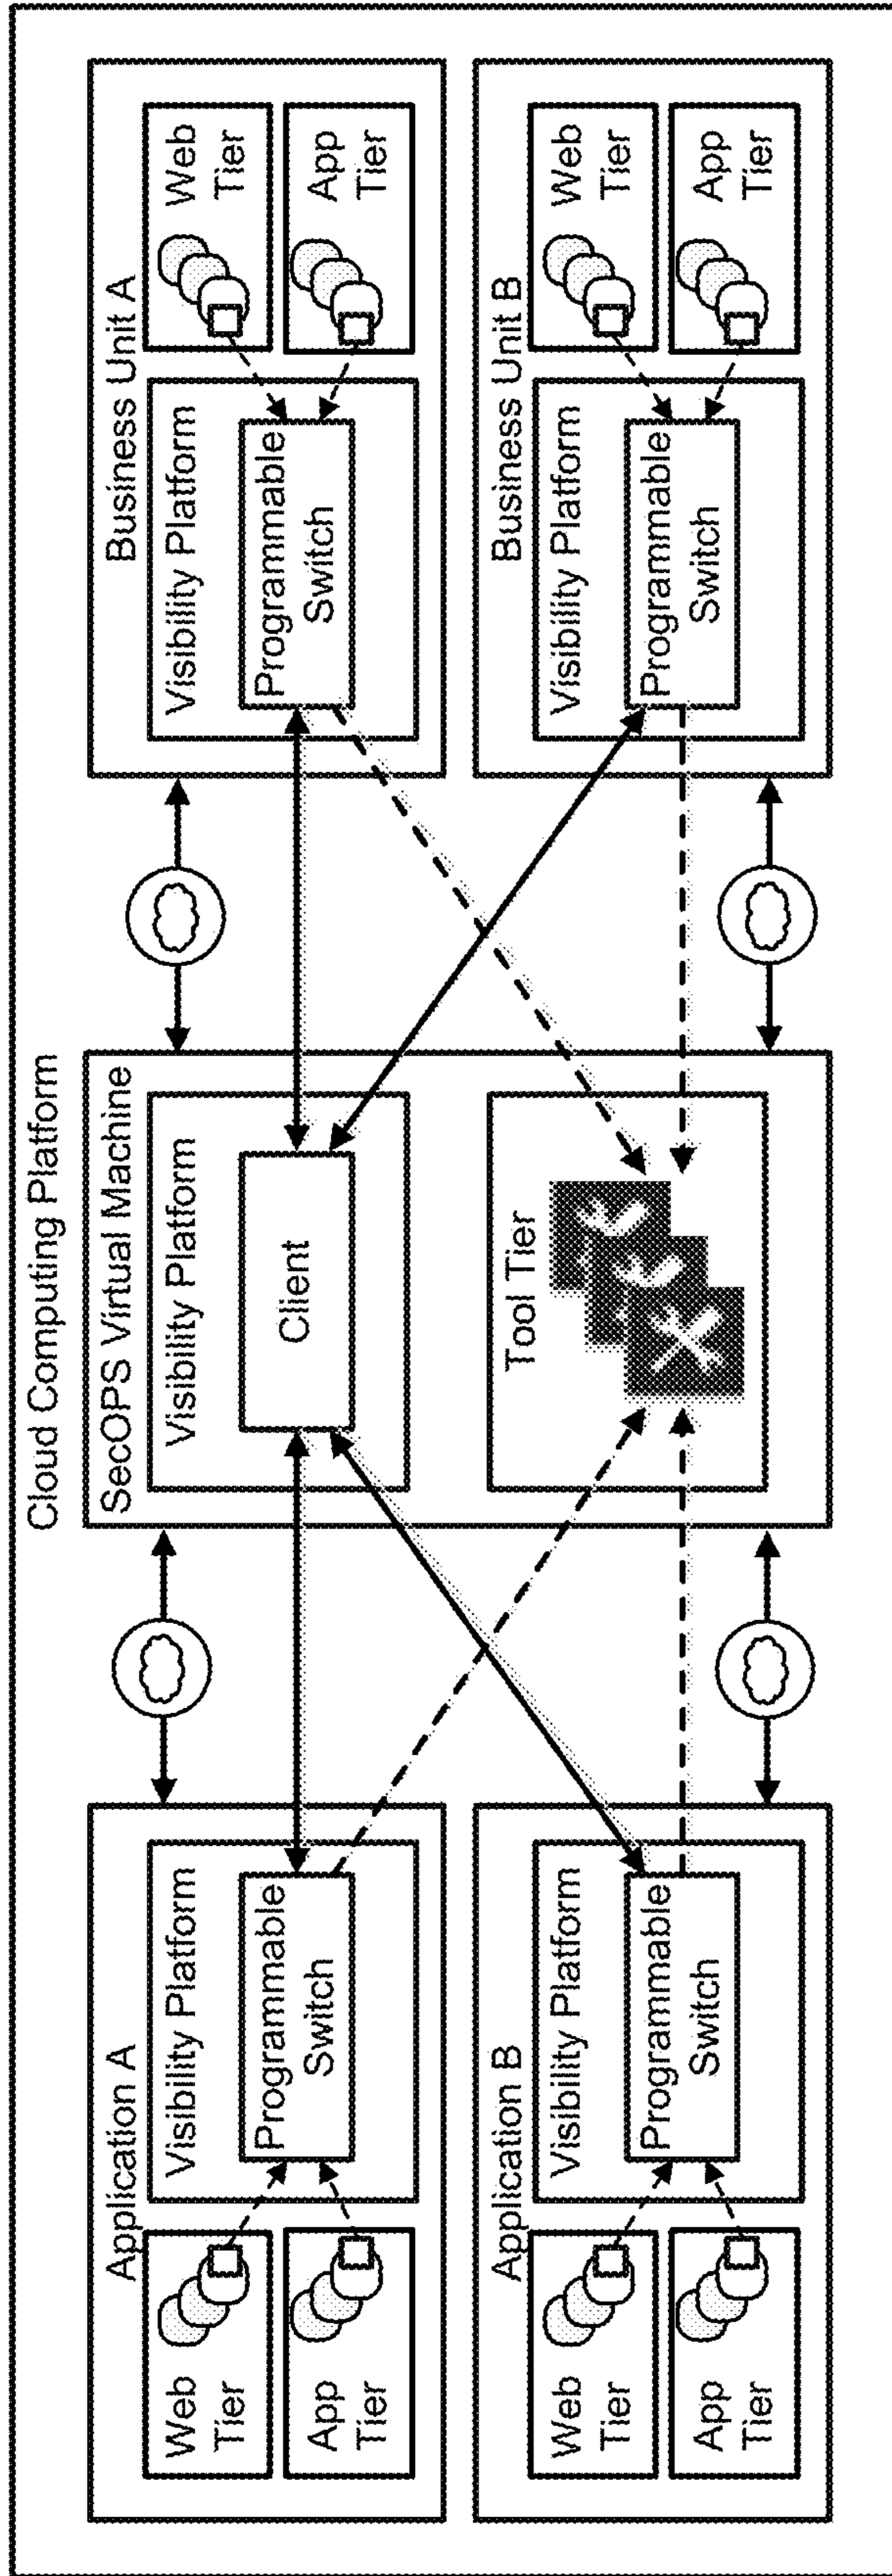 Cloud Computing Platform
Application A
Web
Tier
App
Tier
Visibility Platform
Programmable
Switch
Application B
Web
Tier
App
Tier
Visibility Platform
Programmable
Switch
SecOPS Virtual Machine
Visibility Platform
Client
Tool Tier
Business Unit A
Visibility Platform
Programmable
Switch
Web
Tier
App
Tier
Business Unit B
Visibility Platform
Programmable
Switch
Web
Tier
App
Tier